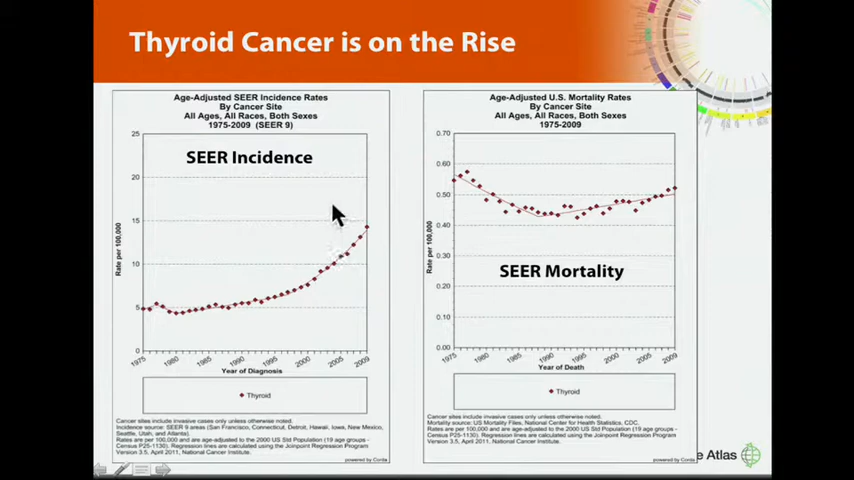 Thyroid Cancer is on the Rise
Age-Adjusted SEER Incidence Rates
By Cancer Site
All Ages, All Races, Both Sexes
1975-2009 (SEER 9)
SEER Incidence
25
20
15
10
5
0
Rate per 100,000
1975
1980
1985
1990
1995
2000
2005
2009
Year of Diagnosis
Thyroid
Cancer sites include invasive cases only unless otherwise noted.
Incidence source: SEER 9 areas (San Francisco, Connecticut, Detroit, Hawaii, Iowa, New Mexico,
Seattle, Utah, and Atlanta).
Rates are per 100,000 and are age-adjusted to the 2000 US Std Population (19 age groups -
Census P25-1130). Regression lines are calculated using the Joinpoint Regression Program
Version 3.5, April 2011, National Cancer Institute.
powered by Corda
Age-Adjusted U.S. Mortality Rates
By Cancer Site
All Ages, All Races, Both Sexes
1975-2009
0.70
0.60
0.50
0.40
0.30
0.20
0.10
0.00
Rate per 100,000
SEER Mortality
1975
1980
1985
1990
1995
2000
2005
2009
Year of Death
Thyroid
Cancer sites include invasive cases only unless otherwise noted.
Mortality source: US Mortality Files, National Center for Health Statistics, CDC.
Rates are per 100,000 and are age-adjusted to the 2000 US Std Population (19 age groups -
Census P25-1130). Regression lines are calculated using the Joinpoint Regression Program
Version 3.5, April 2011, National Cancer Institute.
powered by Corda
e Atlas